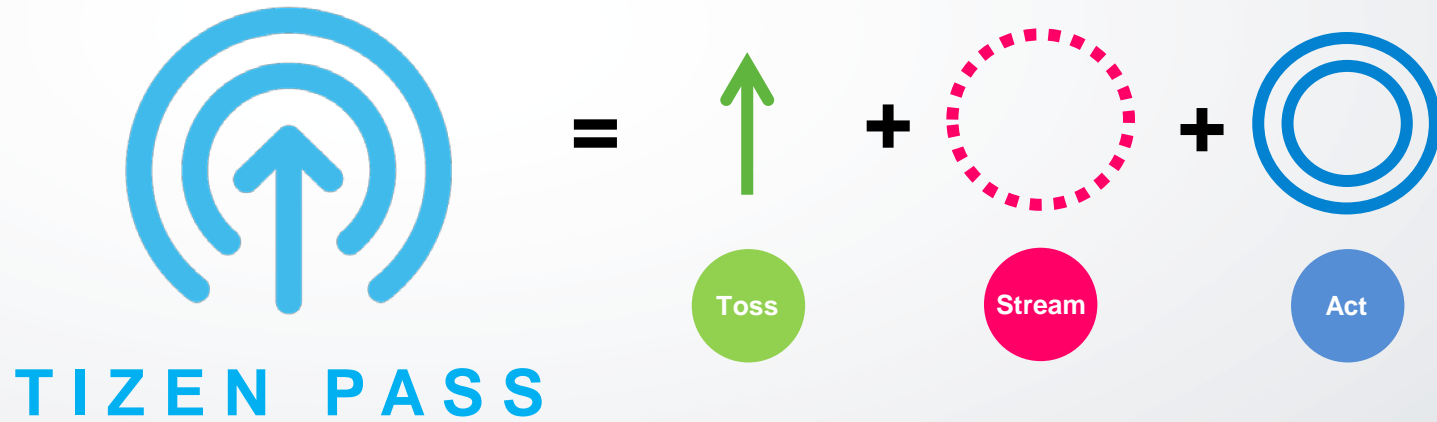 = + +
Toss Stream Act
TIZEN PASS